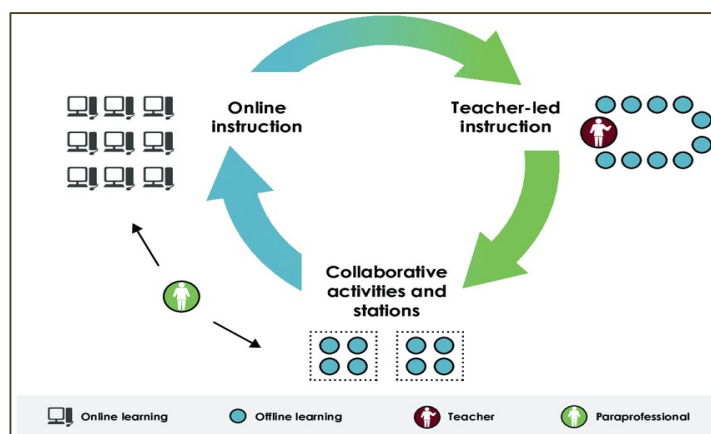 Online
instruction
Teacher-led
instruction
Collaborative
activities and
stations
Online learning
Offline learning
Teacher
Paraprofessional